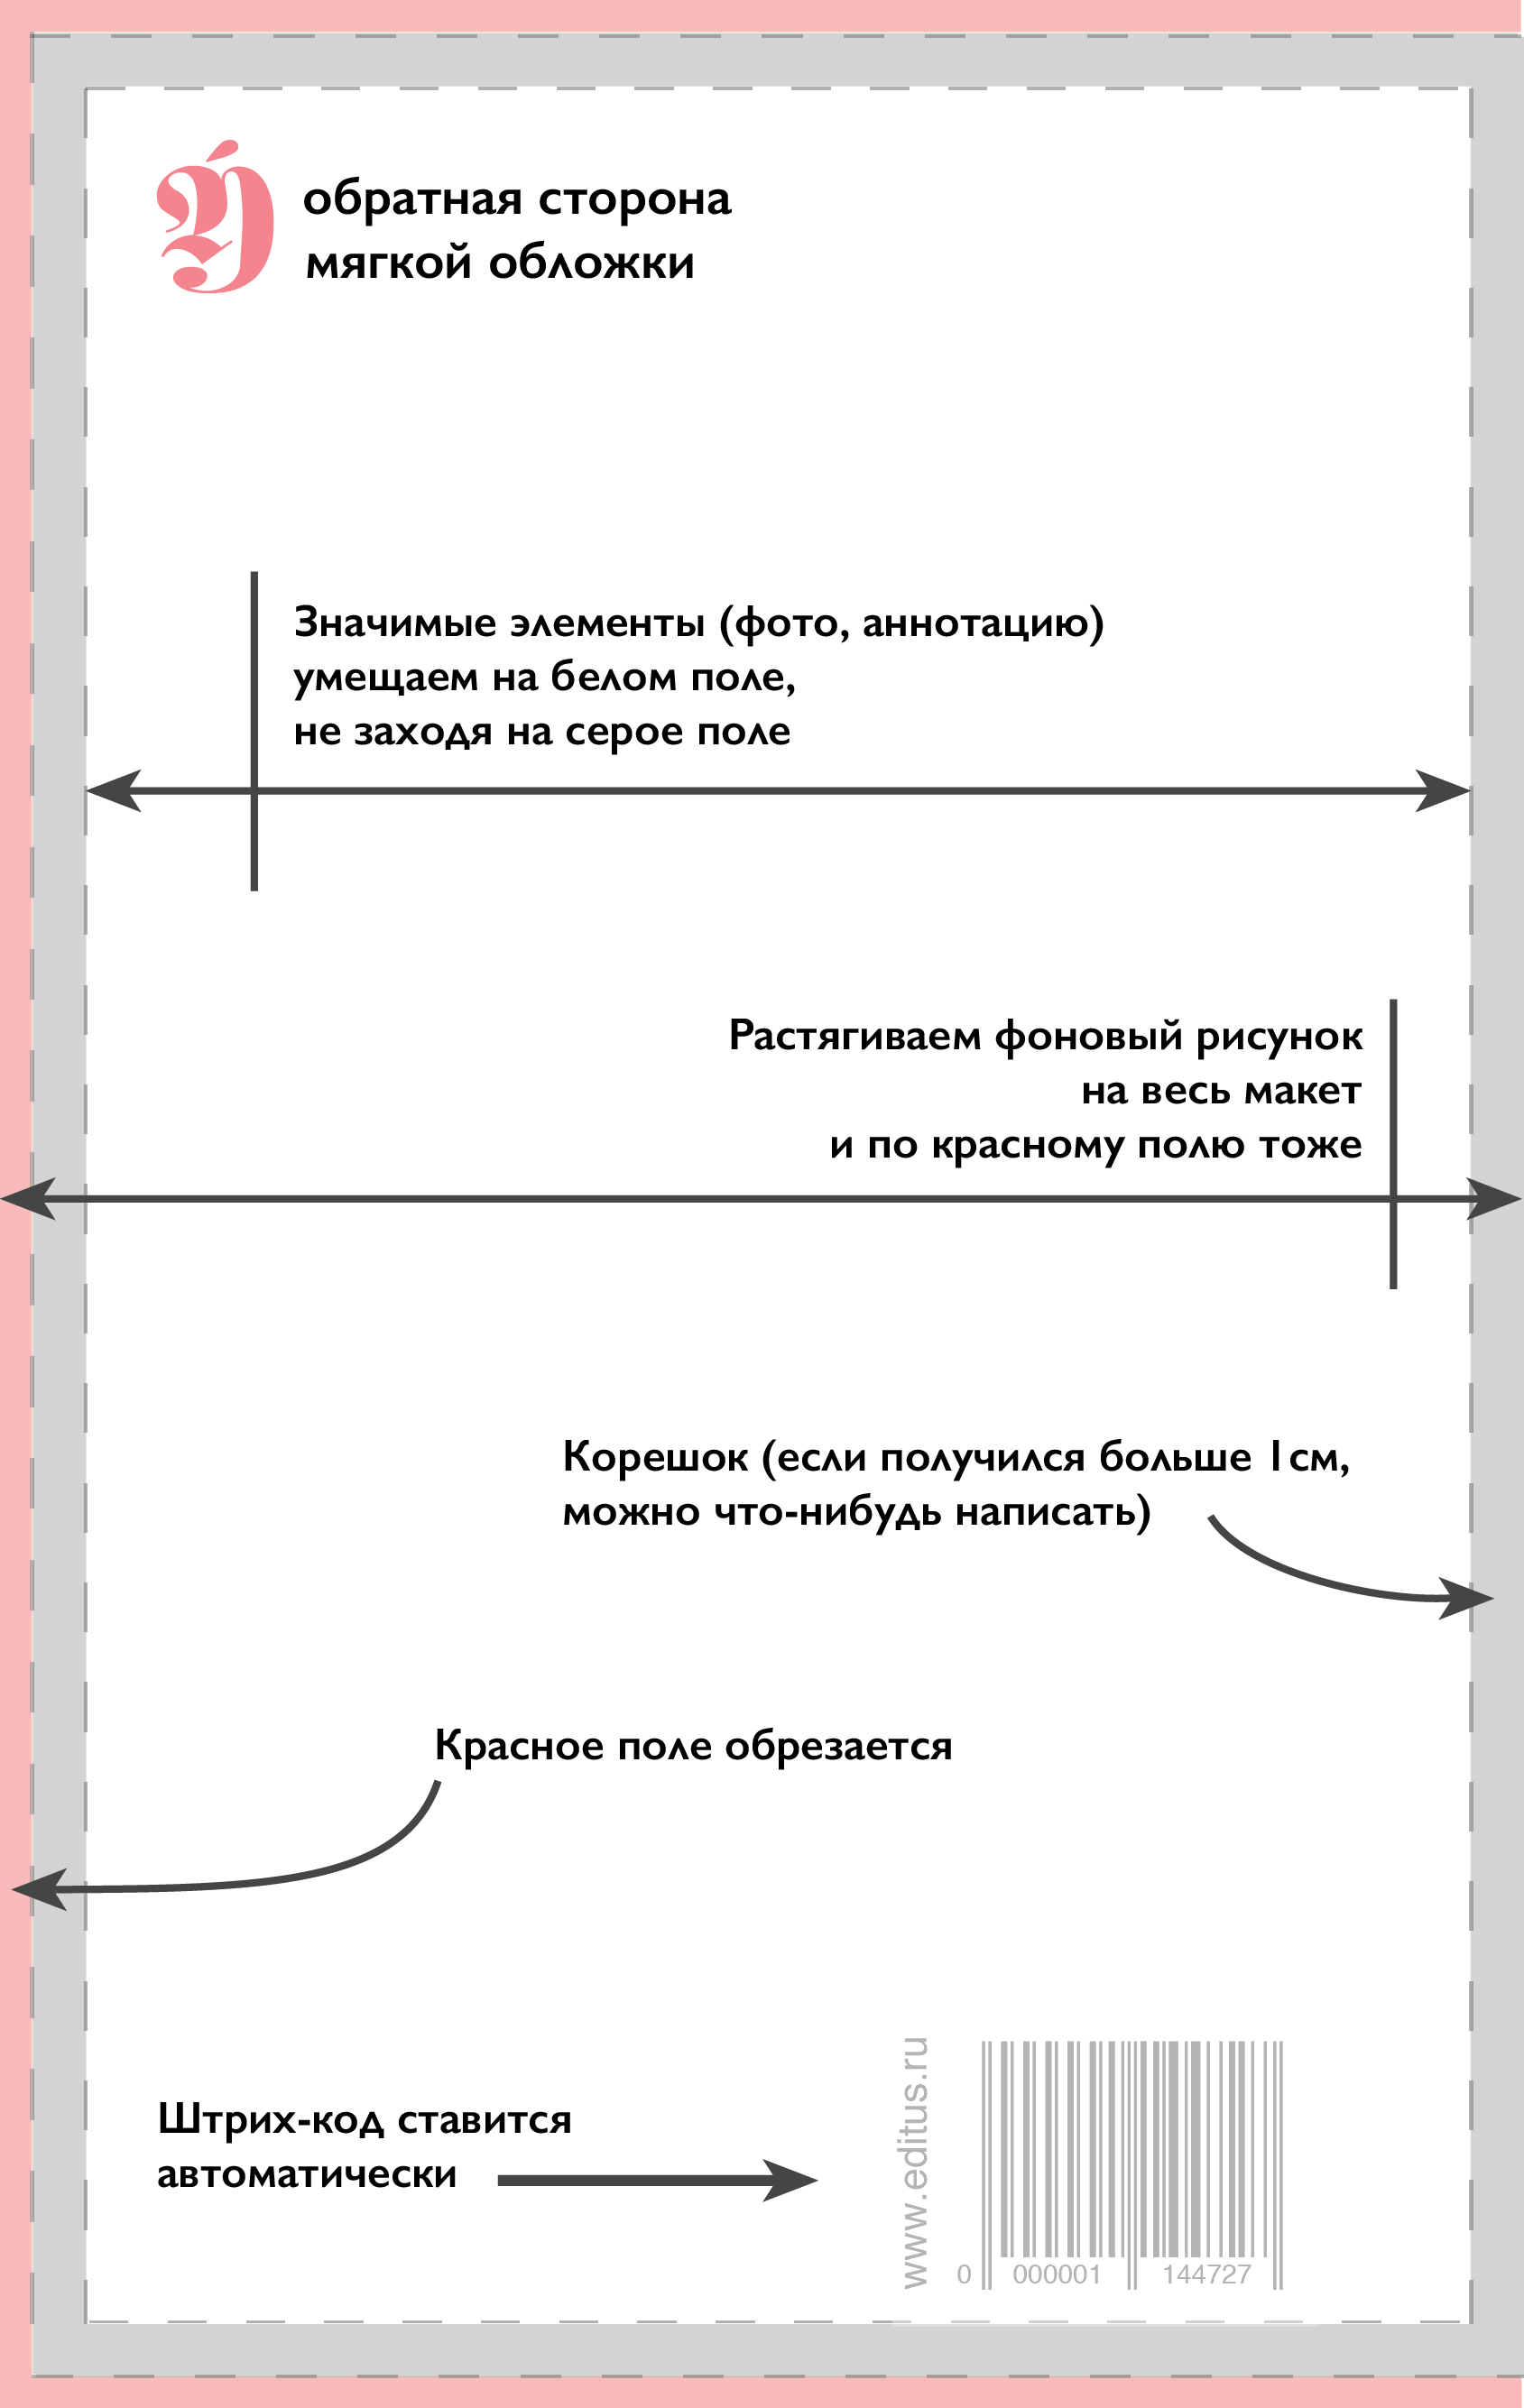 обратная сторона
мягкой обложки
Значимые элементы (фото, аннотацию)
умещаем на белом поле,
не заходя на серое поле
Растягиваем фоновый рисунок
на весь макет
и по красному полю тоже
Корешок (если получился больше 1см,
можно что-нибудь написать)
Красное поле обрезается
Штрих-код ставится
автоматически
www.editus.ru
0 000001 144727